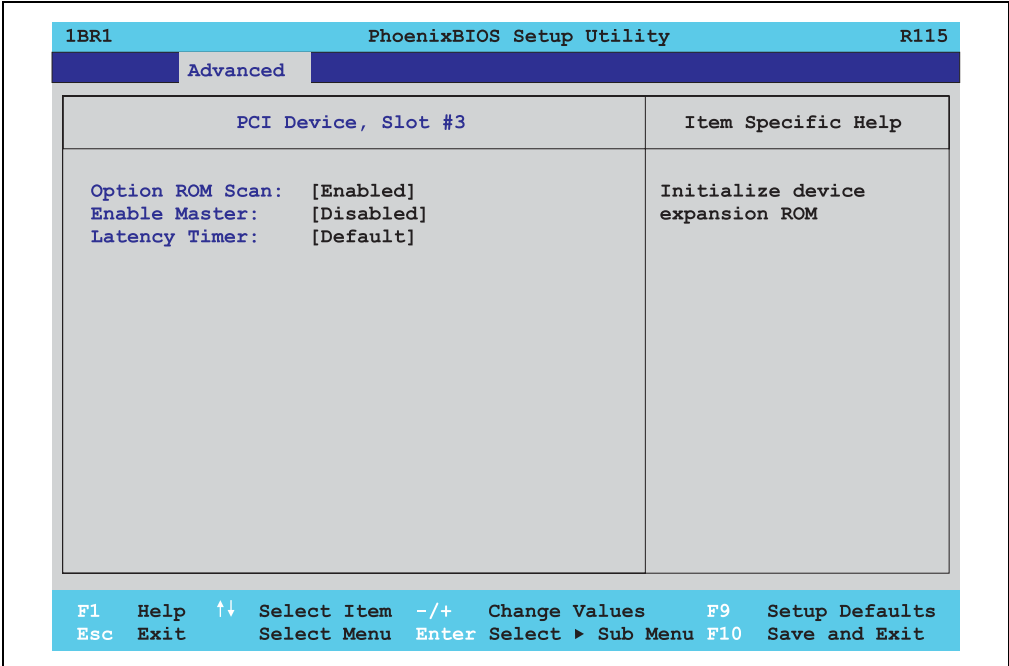 1BR1 PhoenixBIOS Setup Utility R115
Advanced
PCI Device, Slot #3
Item Specific Help
Option ROM Scan: [Enabled]
Enable Master: [Disabled]
Latency Timer: [Default]
Initialize device
expansion ROM
F1 Help ↑↓ Select Item -/+ Change Values F9 Setup Defaults
Esc Exit Select Menu Enter Select ▶ Sub Menu F10 Save and Exit